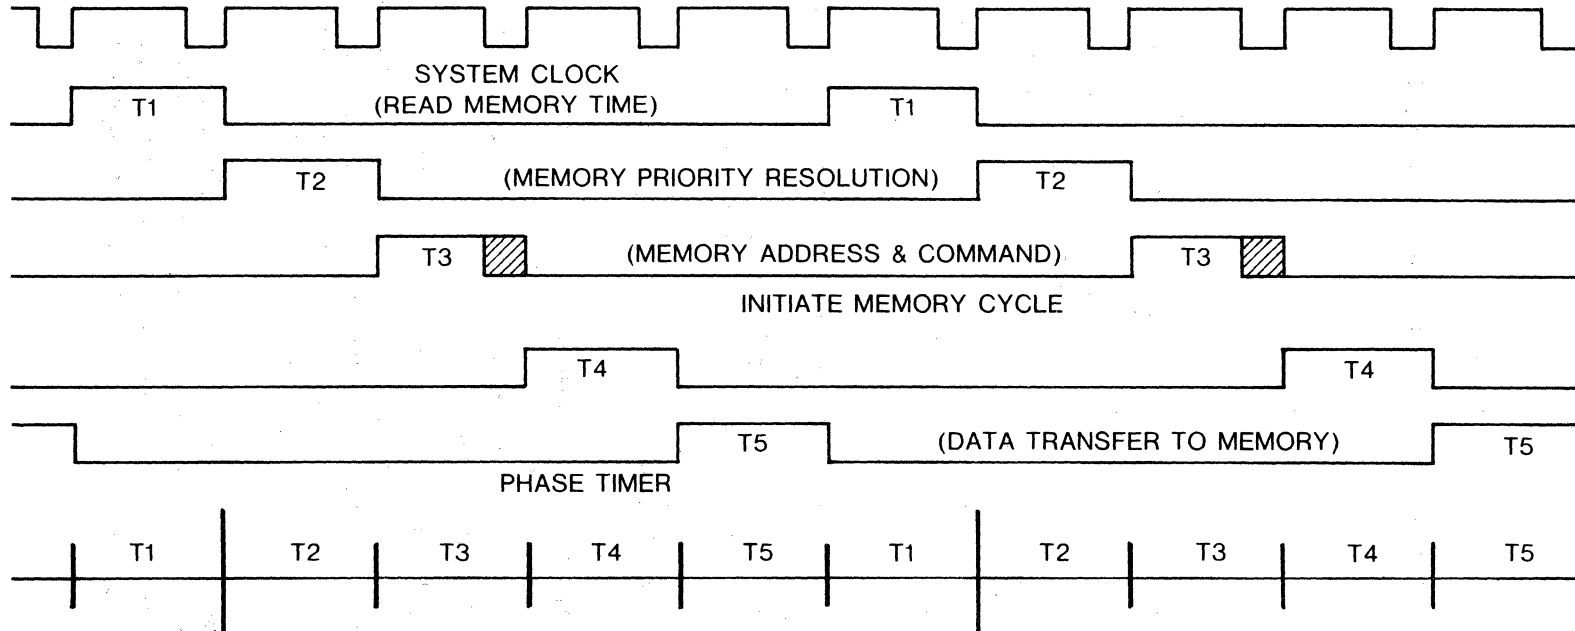 SYSTEM CLOCK
T1 (READ MEMORY TIME) T1
T2 (MEMORY PRIORITY RESOLUTION) T2
T3 (MEMORY ADDRESS & COMMAND) T3
INITIATE MEMORY CYCLE
T4 T4
T5 (DATA TRANSFER TO MEMORY) T5
PHASE TIMER
T1 T2 T3 T4 T5 T1 T2 T3 T4 T5